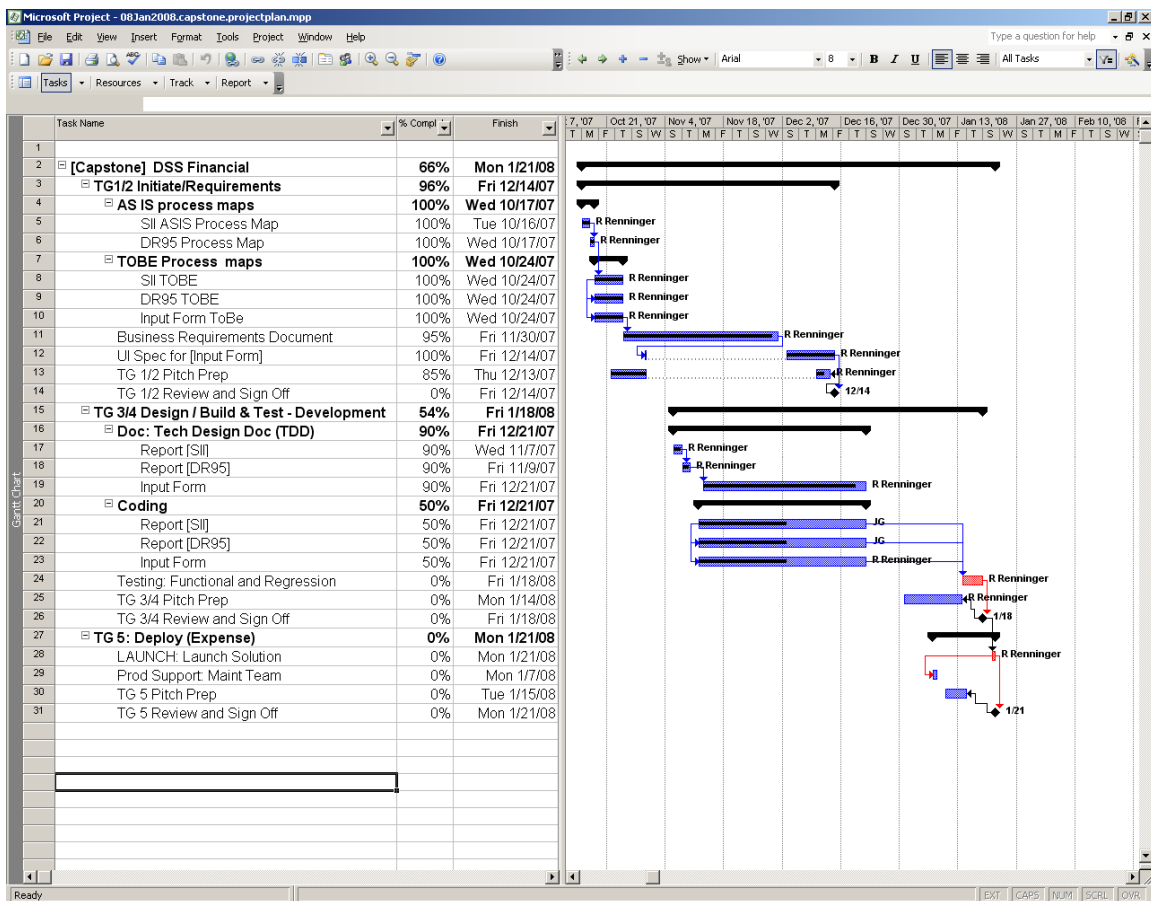 Microsoft Project - 08Jan2008.capstone.projectplan.mpp
File Edit View Insert Format Tools Project Window Help Type a question for help
Show Arial 8 B I U All Tasks
Tasks Resources Track Report
Task Name % Compl Finish 7, '07 Oct 21, '07 Nov 4, '07 Nov 18, '07 Dec 2, '07 Dec 16, '07 Dec 30, '07 Jan 13, '08 Jan 27, '08 Feb 10, '08
T M F T S W S T M F T S W S T M F T S W S T M F T S W S T M F T S W
1
2 [Capstone] DSS Financial 66% Mon 1/21/08
3 TG1/2 Initiate/Requirements 96% Fri 12/14/07
4 AS IS process maps 100% Wed 10/17/07
5 SII ASIS Process Map 100% Tue 10/16/07 R Renninger
6 DR95 Process Map 100% Wed 10/17/07 R Renninger
7 TOBE Process maps 100% Wed 10/24/07
8 SII TOBE 100% Wed 10/24/07 R Renninger
9 DR95 TOBE 100% Wed 10/24/07 R Renninger
10 Input Form ToBe 100% Wed 10/24/07 R Renninger
11 Business Requirements Document 95% Fri 11/30/07 R Renninger
12 UI Spec for [Input Form] 100% Fri 12/14/07 R Renninger
13 TG 1/2 Pitch Prep 85% Thu 12/13/07 R Renninger
14 TG 1/2 Review and Sign Off 0% Fri 12/14/07 12/14
15 TG 3/4 Design / Build & Test - Development 54% Fri 1/18/08
16 Doc: Tech Design Doc (TDD) 90% Fri 12/21/07
17 Report [SII] 90% Wed 11/7/07 R Renninger
18 Report [DR95] 90% Fri 11/9/07 R Renninger
19 Input Form 90% Fri 12/21/07 R Renninger
20 Coding 50% Fri 12/21/07
21 Report [SII] 50% Fri 12/21/07 JG
22 Report [DR95] 50% Fri 12/21/07 JG
23 Input Form 50% Fri 12/21/07 R Renninger
24 Testing: Functional and Regression 0% Fri 1/18/08 R Renninger
25 TG 3/4 Pitch Prep 0% Mon 1/14/08 R Renninger
26 TG 3/4 Review and Sign Off 0% Fri 1/18/08 1/18
27 TG 5: Deploy (Expense) 0% Mon 1/21/08
28 LAUNCH: Launch Solution 0% Mon 1/21/08 R Renninger
29 Prod Support: Maint Team 0% Mon 1/7/08
30 TG 5 Pitch Prep 0% Tue 1/15/08
31 TG 5 Review and Sign Off 0% Mon 1/21/08 1/21
Gantt Chart
Ready EXT CAPS NUM SCRL OVR